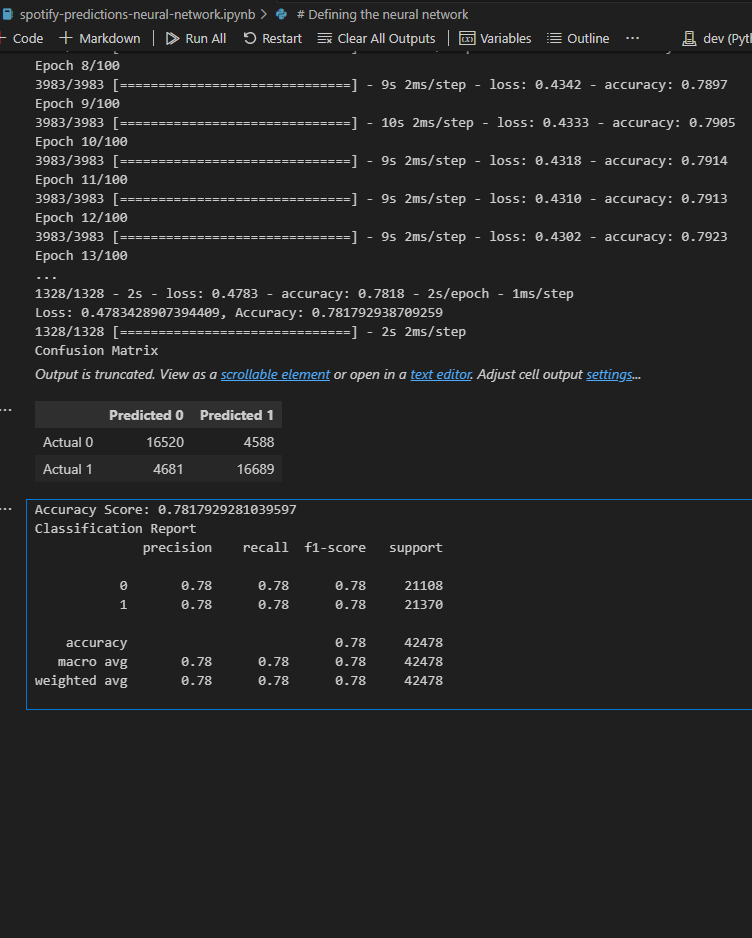 spotify-predictions-neural-network.ipynb > # Defining the neural network
+ Code + Markdown | Run All Restart Clear All Outputs | Variables Outline ... dev (Pyth
Epoch 8/100
3983/3983 [==============================] - 9s 2ms/step - loss: 0.4342 - accuracy: 0.7897
Epoch 9/100
3983/3983 [==============================] - 10s 2ms/step - loss: 0.4333 - accuracy: 0.7905
Epoch 10/100
3983/3983 [==============================] - 9s 2ms/step - loss: 0.4318 - accuracy: 0.7914
Epoch 11/100
3983/3983 [==============================] - 9s 2ms/step - loss: 0.4310 - accuracy: 0.7913
Epoch 12/100
3983/3983 [==============================] - 9s 2ms/step - loss: 0.4302 - accuracy: 0.7923
Epoch 13/100
...
1328/1328 - 2s - loss: 0.4783 - accuracy: 0.7818 - 2s/epoch - 1ms/step
Loss: 0.4783428907394409, Accuracy: 0.781792938709259
1328/1328 [==============================] - 2s 2ms/step
Confusion Matrix
Output is truncated. View as a scrollable element or open in a text editor. Adjust cell output settings...
... Predicted 0 Predicted 1
Actual 0 16520 4588
Actual 1 4681 16689
... Accuracy Score: 0.7817929281039597
Classification Report
precision recall f1-score support
0 0.78 0.78 0.78 21108
1 0.78 0.78 0.78 21370
accuracy 0.78 42478
macro avg 0.78 0.78 0.78 42478
weighted avg 0.78 0.78 0.78 42478